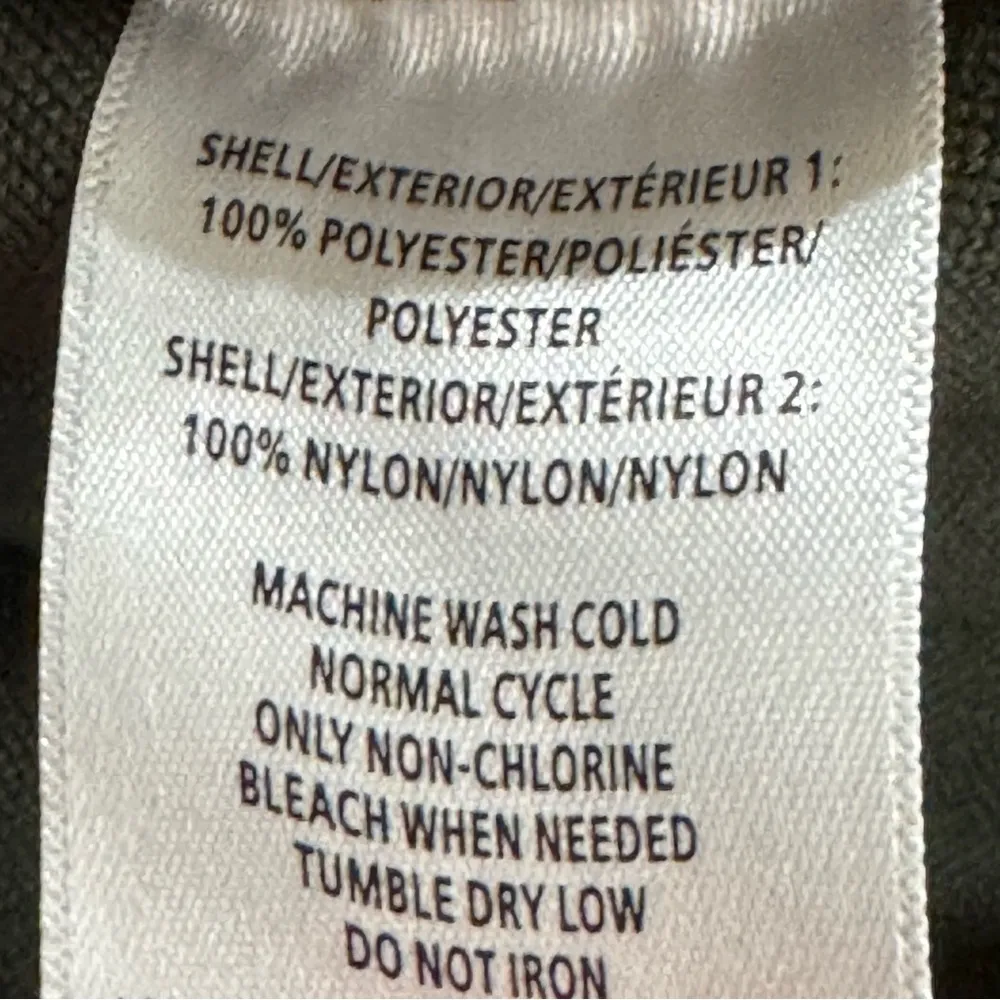 SHELL/EXTERIOR/EXTÉRIEUR 1:
100% POLYESTER/POLIÉSTER/
POLYESTER
SHELL/EXTERIOR/EXTÉRIEUR 2:
100% NYLON/NYLON/NYLON
MACHINE WASH COLD
NORMAL CYCLE
ONLY NON-CHLORINE
BLEACH WHEN NEEDED
TUMBLE DRY LOW
DO NOT IRON